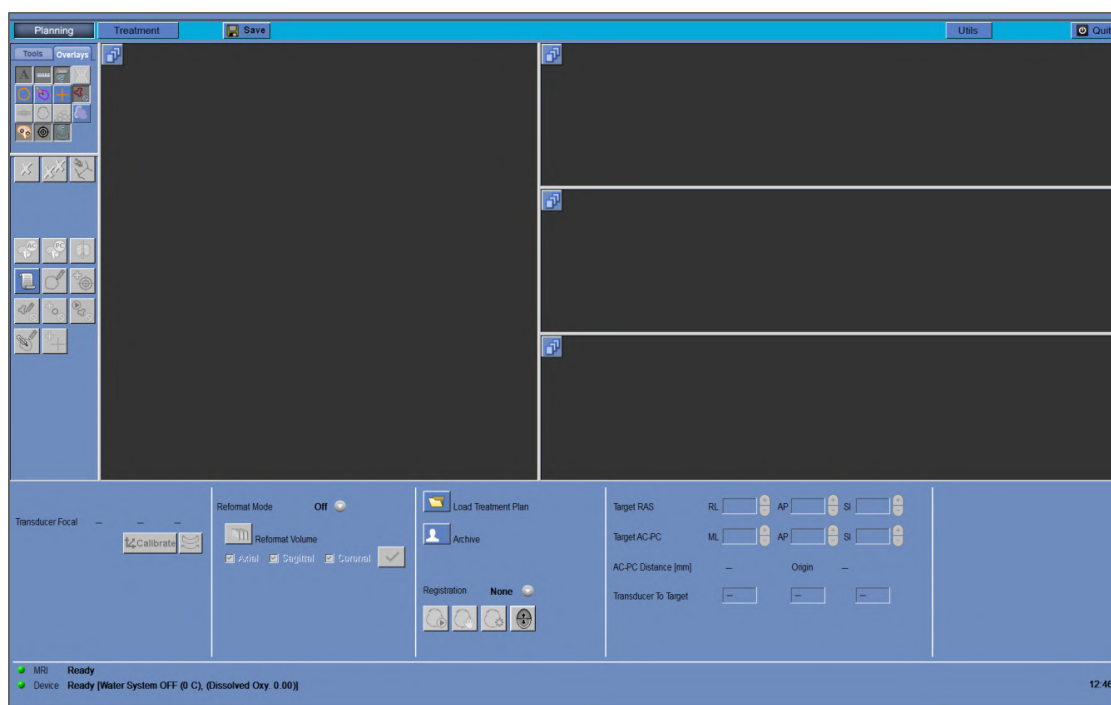 Planning Treatment Save Utils Quit
Tools Overlays
A
AC PC
Transducer Focal – – –
Calibrate
Reformat Mode Off
Reformat Volume
Axial Sagittal Coronal
Load Treatment Plan
Archive
Registration None
Target RAS RL AP SI
Target AC-PC ML AP SI
AC-PC Distance [mm] – Origin –
Transducer To Target – – –
MRI Ready
Device Ready [Water System OFF (0 C), (Dissolved Oxy. 0.00)]
12:46